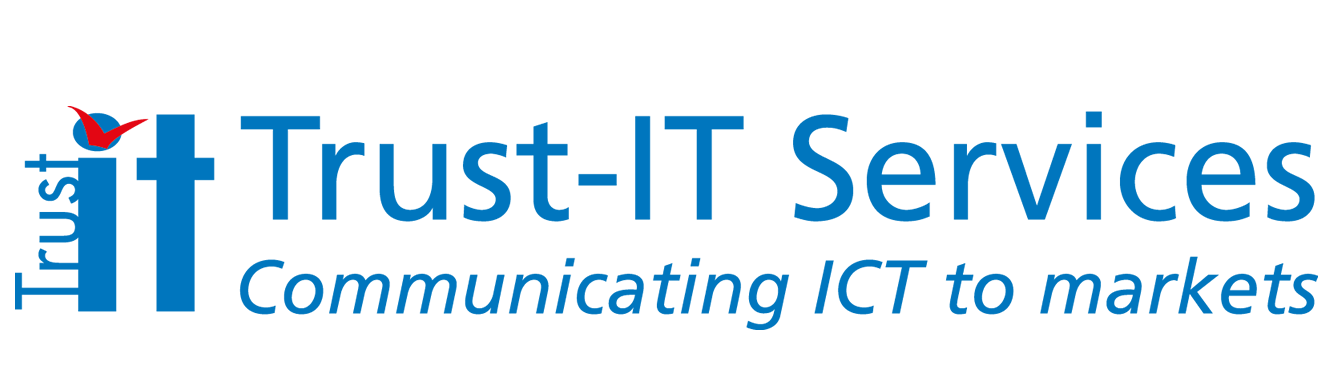 Trust
it
Trust-IT Services
Communicating ICT to markets